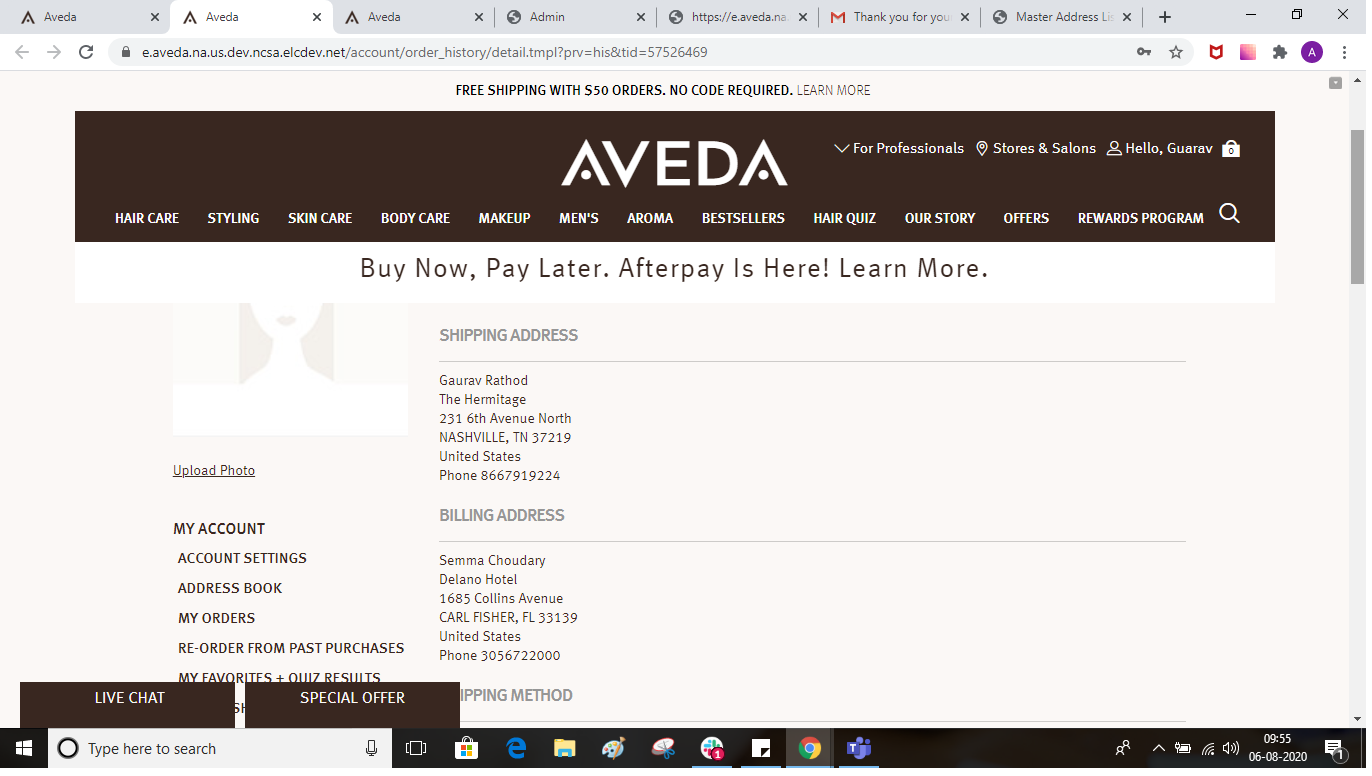 Aveda
Aveda
Aveda
Admin
https://e.aveda.na
Thank you for you
Master Address Lis
e.aveda.na.us.dev.ncsa.elcdev.net/account/order_history/detail.tmpl?prv=his&tid=57526469
A
FREE SHIPPING WITH $50 ORDERS. NO CODE REQUIRED. LEARN MORE
AVEDA
For Professionals Stores & Salons Hello, Guarav 0
HAIR CARE STYLING SKIN CARE BODY CARE MAKEUP MEN'S AROMA BESTSELLERS HAIR QUIZ OUR STORY OFFERS REWARDS PROGRAM
Buy Now, Pay Later. Afterpay Is Here! Learn More.
Upload Photo
MY ACCOUNT
ACCOUNT SETTINGS
ADDRESS BOOK
MY ORDERS
RE-ORDER FROM PAST PURCHASES
MY FAVORITES + QUIZ RESULTS
SHIPPING ADDRESS
Gaurav Rathod
The Hermitage
231 6th Avenue North
NASHVILLE, TN 37219
United States
Phone 8667919224
BILLING ADDRESS
Semma Choudary
Delano Hotel
1685 Collins Avenue
CARL FISHER, FL 33139
United States
Phone 3056722000
IPPING METHOD
LIVE CHAT
SPECIAL OFFER
Type here to search
1
09:55
06-08-2020
1